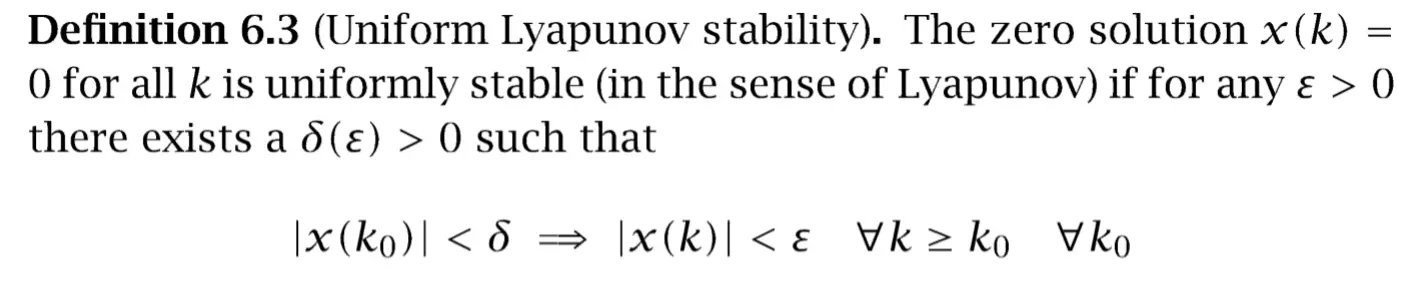 Definition 6.3 (Uniform Lyapunov stability). The zero solution x(k) =
0 for all k is uniformly stable (in the sense of Lyapunov) if for any ε > 0
there exists a δ(ε) > 0 such that
|x(k₀)| < δ ⟹ |x(k)| < ε ∀k ≥ k₀ ∀k₀